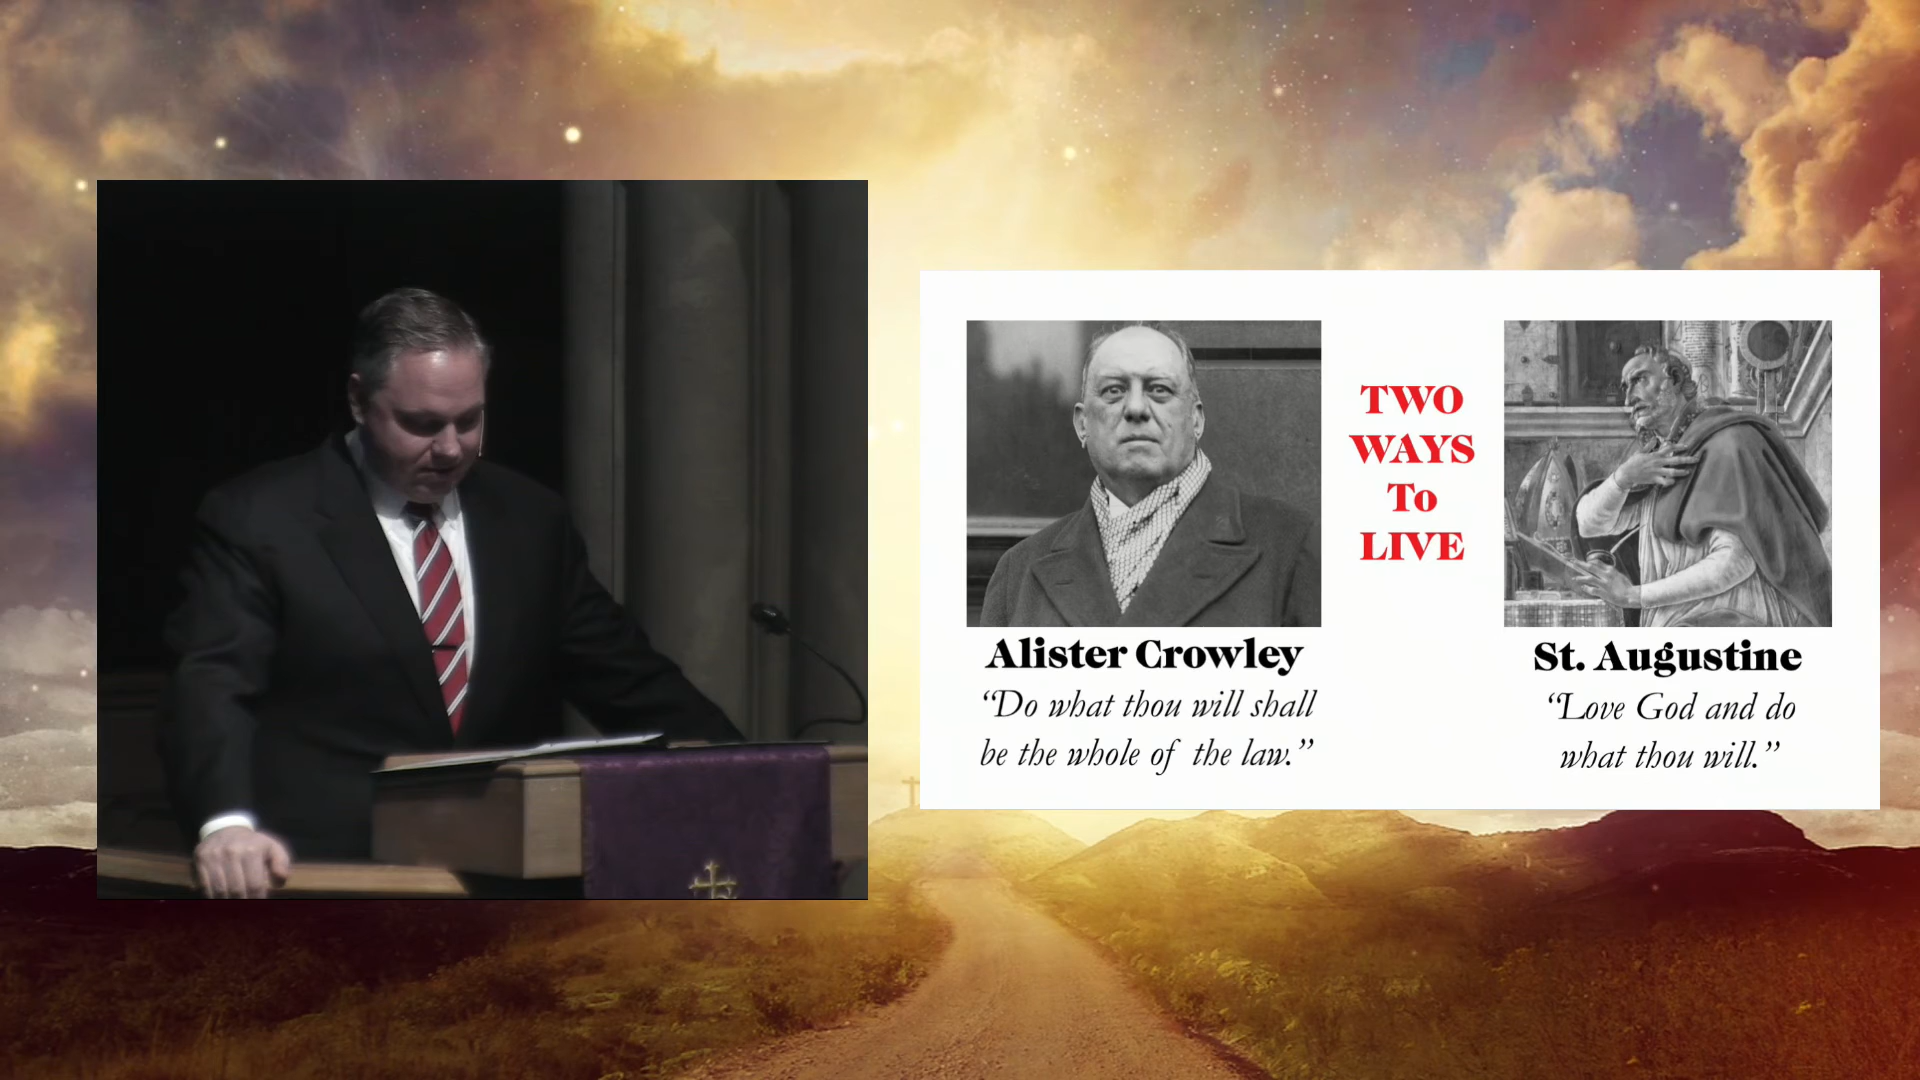 TWO
WAYS
To
LIVE
Alister Crowley
“Do what thou will shall
be the whole of the law.”
St. Augustine
“Love God and do
what thou will.”